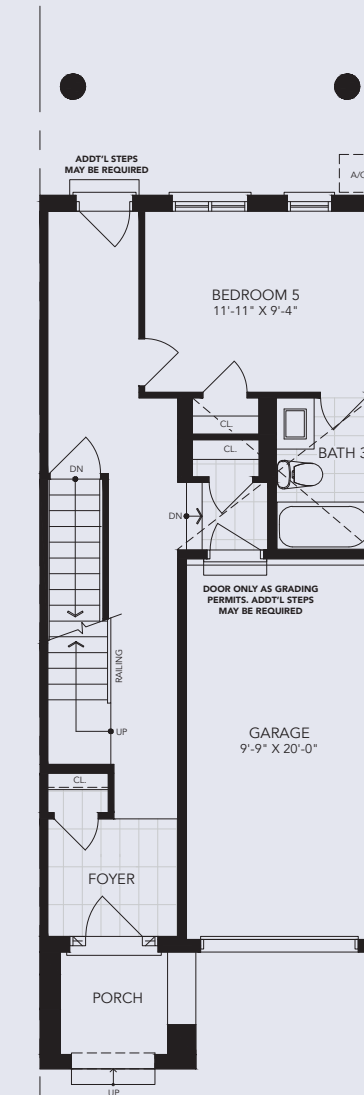 ADDT'L STEPS
MAY BE REQUIRED
A/C
BEDROOM 5
11'-11" X 9'-4"
CL.
CL.
BATH 3
DN
DN
DOOR ONLY AS GRADING
PERMITS. ADDT'L STEPS
MAY BE REQUIRED
RAILING
UP
GARAGE
9'-9" X 20'-0"
CL.
FOYER
PORCH
UP